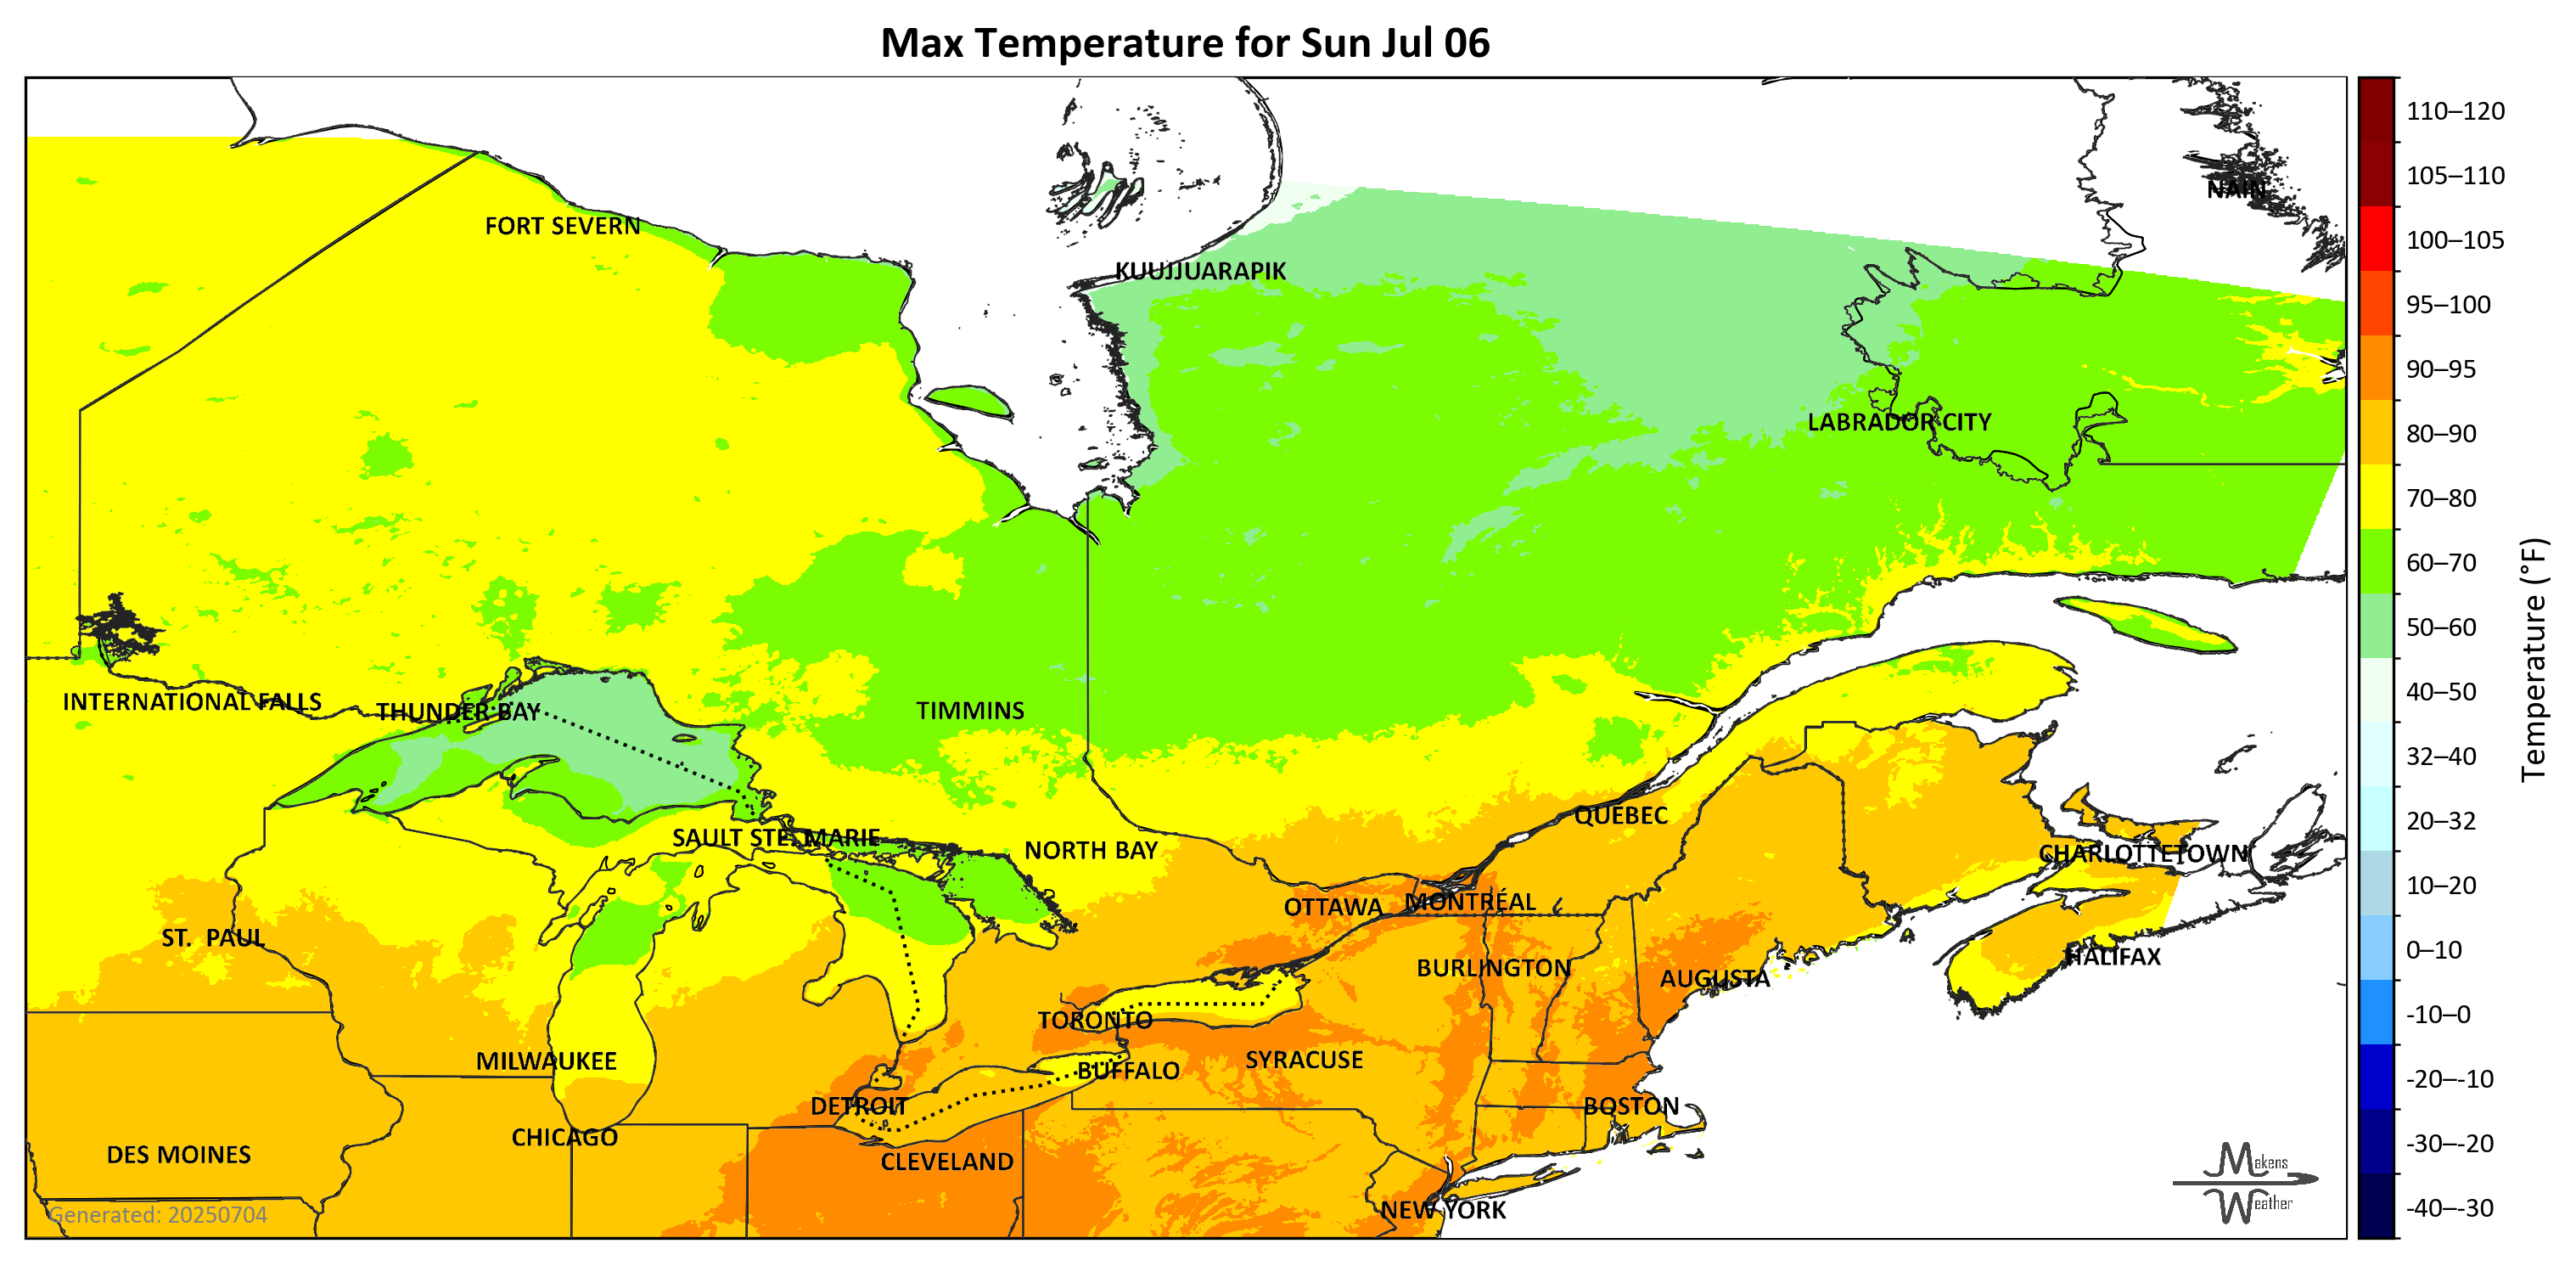 Max Temperature for Sun Jul 06
NAIN
FORT SEVERN
KUUJJUARAPIK
LABRADOR CITY
INTERNATIONAL FALLS
THUNDER BAY
TIMMINS
SAULT STE. MARIE
NORTH BAY
QUÉBEC
CHARLOTTETOWN
OTTAWA
MONTRÉAL
ST.  PAUL
HALIFAX
BURLINGTON
AUGUSTA
TORONTO
MILWAUKEE
BUFFALO
SYRACUSE
DETROIT
BOSTON
CHICAGO
DES MOINES
CLEVELAND
NEW YORK
Generated: 20250704
Makens
Weather
110–120
105–110
100–105
95–100
90–95
80–90
70–80
60–70
50–60
40–50
32–40
20–32
10–20
0–10
-10–0
-20–-10
-30–-20
-40–-30
Temperature (°F)